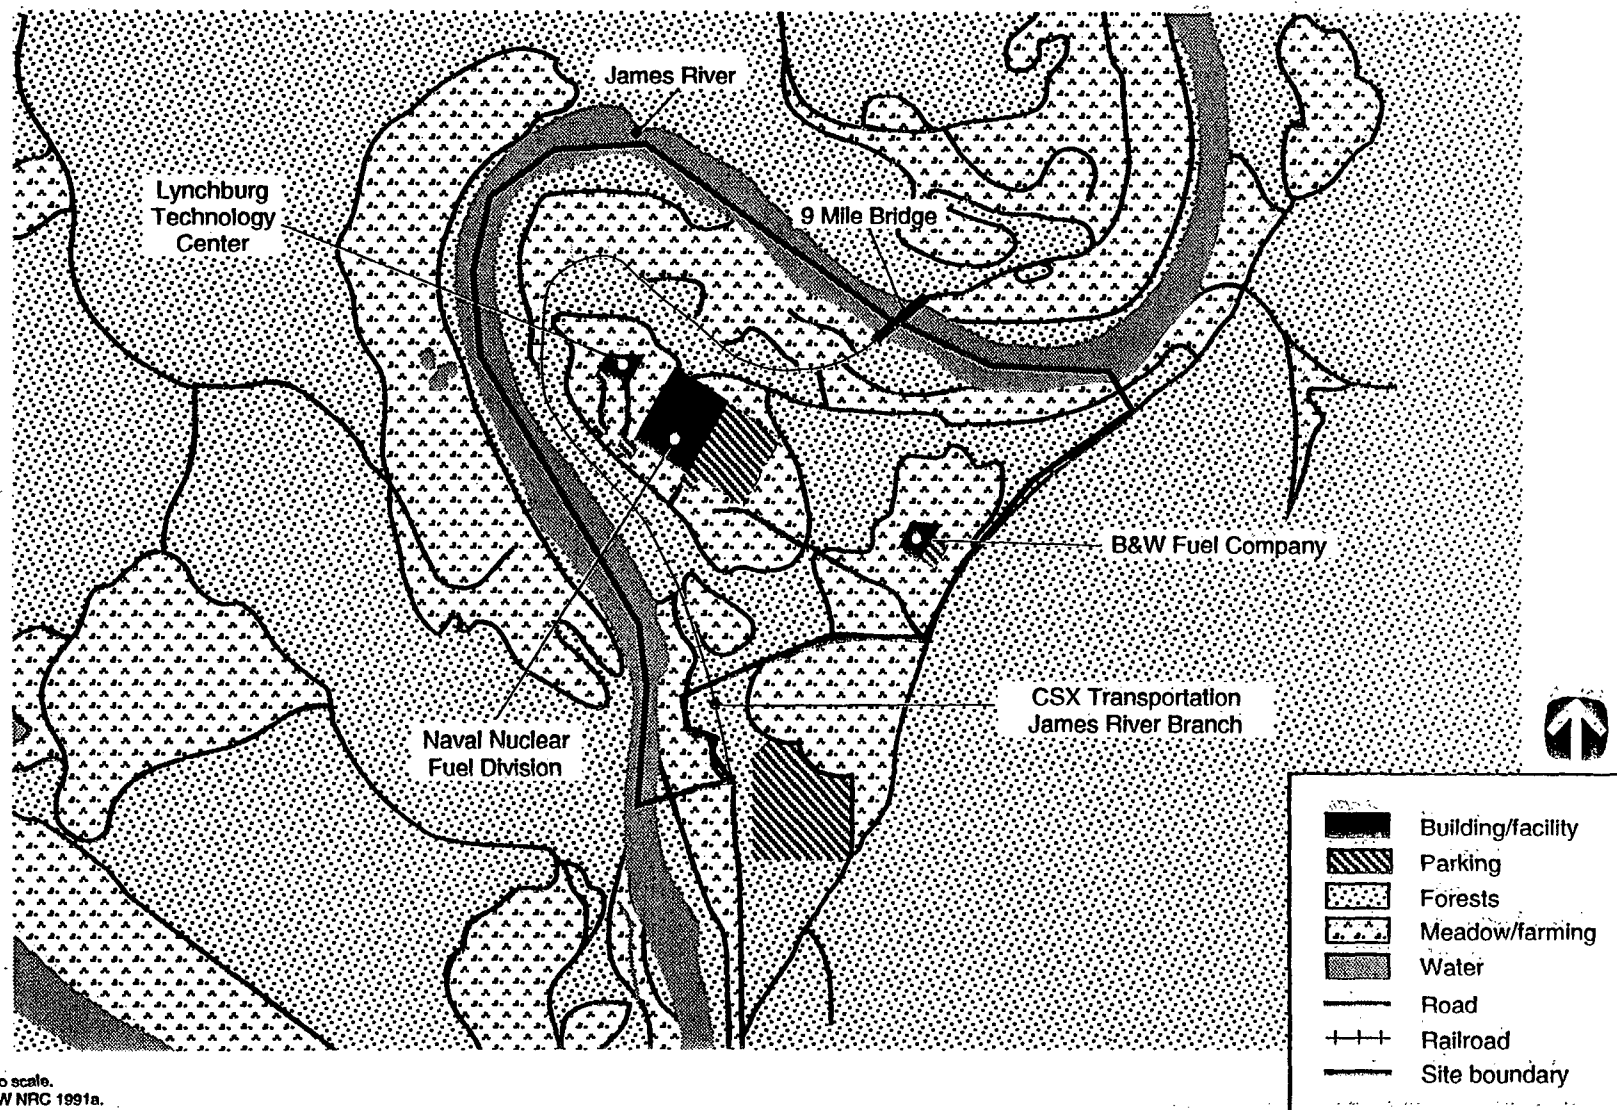 James River
Lynchburg
Technology
Center
9 Mile Bridge
B&W Fuel Company
CSX Transportation
James River Branch
Naval Nuclear
Fuel Division
Building/facility
Parking
Forests
Meadow/farming
Water
Road
Railroad
Site boundary
o scale.
W NRC 1991a.